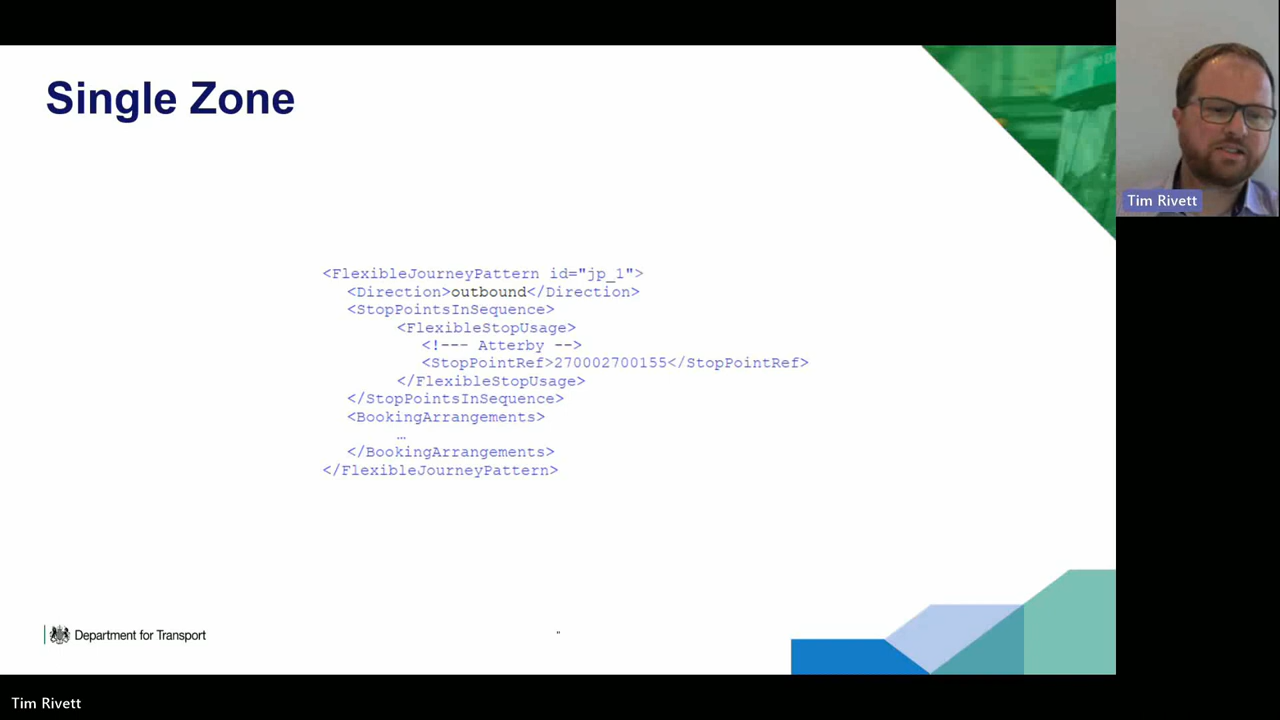 Single Zone
<FlexibleJourneyPattern id="jp_1">
<Direction>outbound</Direction>
<StopPointsInSequence>
<FlexibleStopUsage>
<!--- Atterby -->
<StopPointRef>270002700155</StopPointRef>
</FlexibleStopUsage>
</StopPointsInSequence>
<BookingArrangements>
…
</BookingArrangements>
</FlexibleJourneyPattern>
Department for Transport
"
Tim Rivett
Tim Rivett